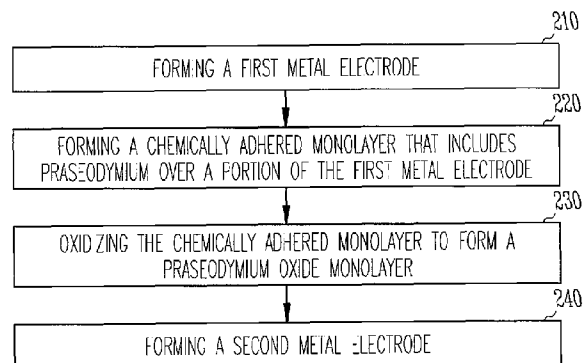 210
FORMING A FIRST METAL ELECTRODE
220
FORMING A CHEMICALLY ADHERED MONOLAYER THAT INCLUDES
PRASEODYMIUM OVER A PORTION OF THE FIRST METAL ELECTRODE
230
OXIDIZING THE CHEMICALLY ADHERED MONOLAYER TO FORM A
PRASEODYMIUM OXIDE MONOLAYER
240
FORMING A SECOND METAL ELECTRODE